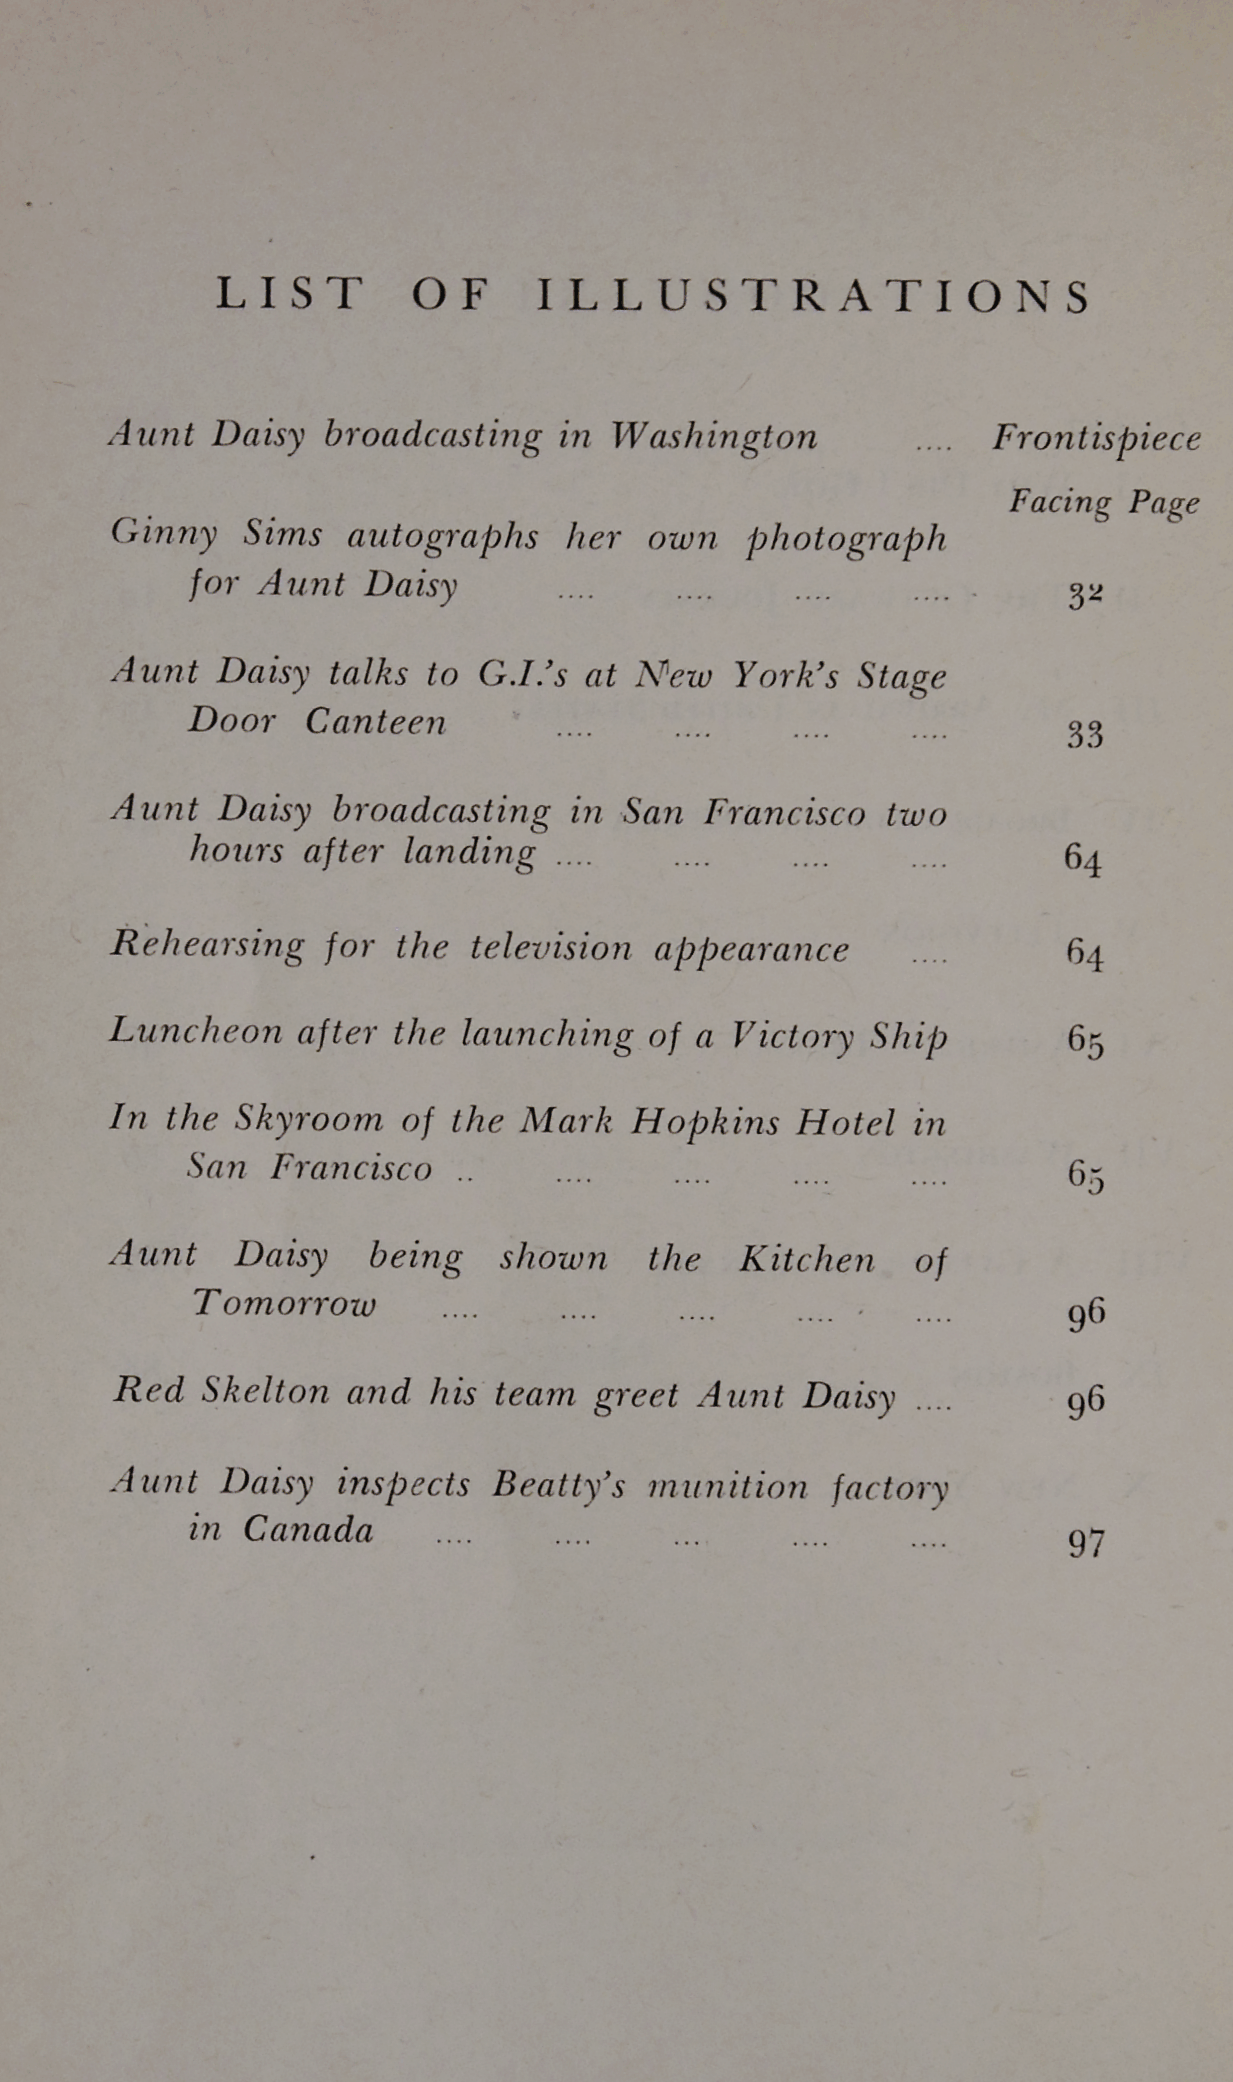 LIST OF ILLUSTRATIONS
Aunt Daisy broadcasting in Washington .... Frontispiece
Facing Page
Ginny Sims autographs her own photograph
for Aunt Daisy .... .... .... .... 32
Aunt Daisy talks to G.I.'s at New York's Stage
Door Canteen .... .... .... .... 33
Aunt Daisy broadcasting in San Francisco two
hours after landing .... .... .... .... 64
Rehearsing for the television appearance .... 64
Luncheon after the launching of a Victory Ship 65
In the Skyroom of the Mark Hopkins Hotel in
San Francisco .. .... .... .... .... 65
Aunt Daisy being shown the Kitchen of
Tomorrow .... .... .... .... .... 96
Red Skelton and his team greet Aunt Daisy .... 96
Aunt Daisy inspects Beatty's munition factory
in Canada .... .... ... .... .... 97